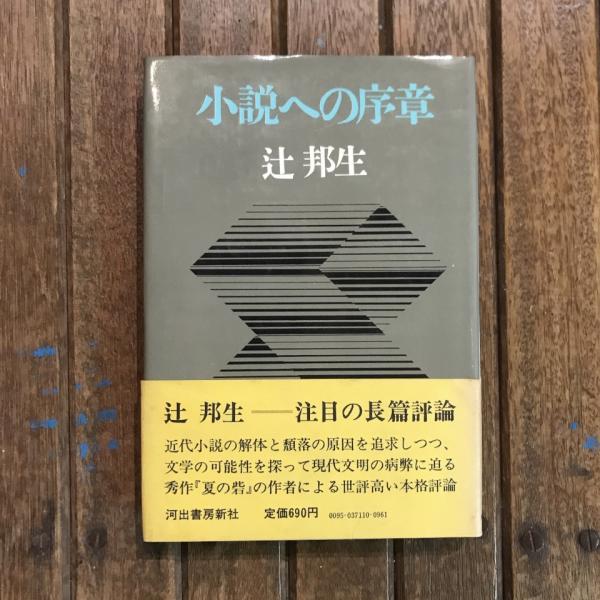 小説への序章
辻 邦生
辻 邦生――注目の長篇評論
近代小説の解体と頽落の原因を追求しつつ、
文学の可能性を探って現代文明の病弊に迫る
秀作『夏の砦』の作者による世評高い本格評論
河出書房新社 定価690円 0095-037110-0961